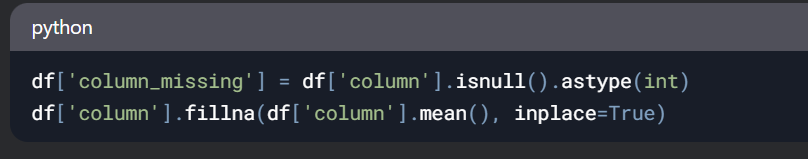 python
df['column_missing'] = df['column'].isnull().astype(int)
df['column'].fillna(df['column'].mean(), inplace=True)